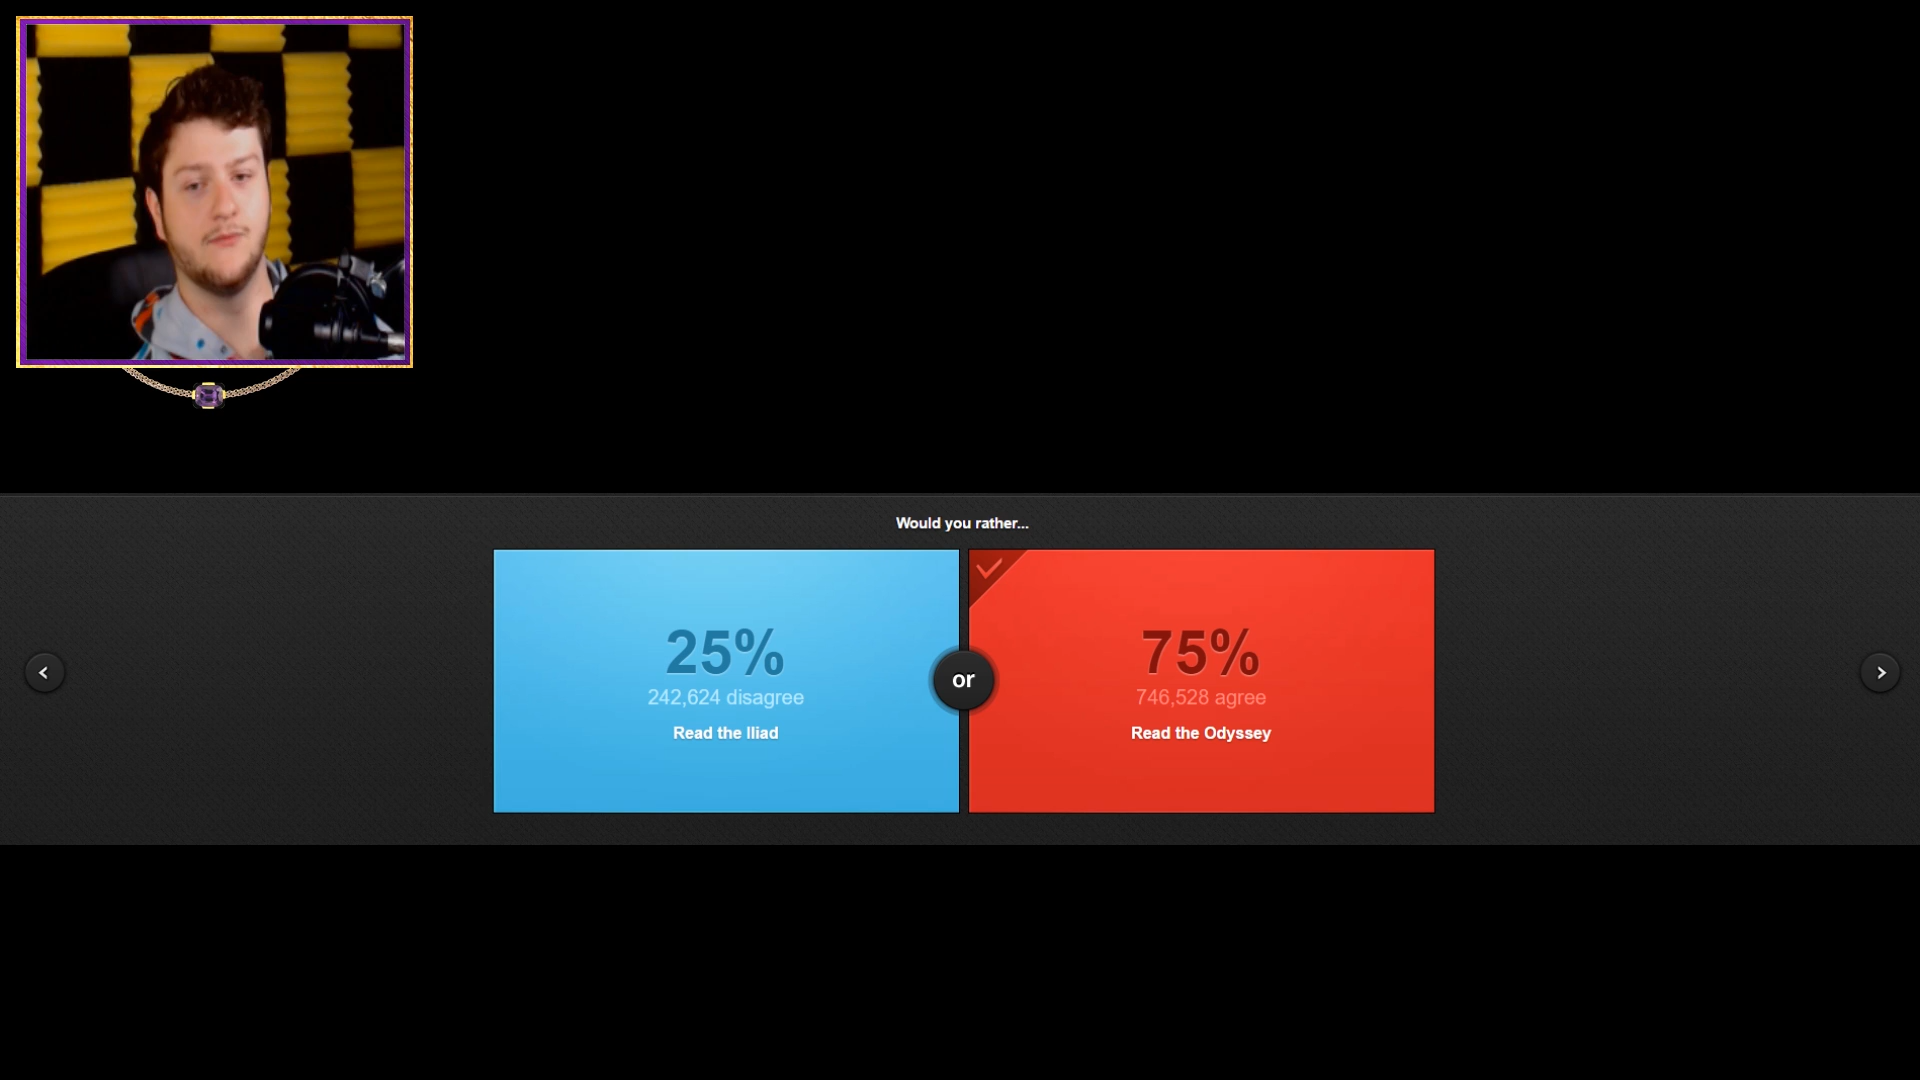 Would you rather...
25%
242,624 disagree
Read the Iliad
or
75%
746,528 agree
Read the Odyssey